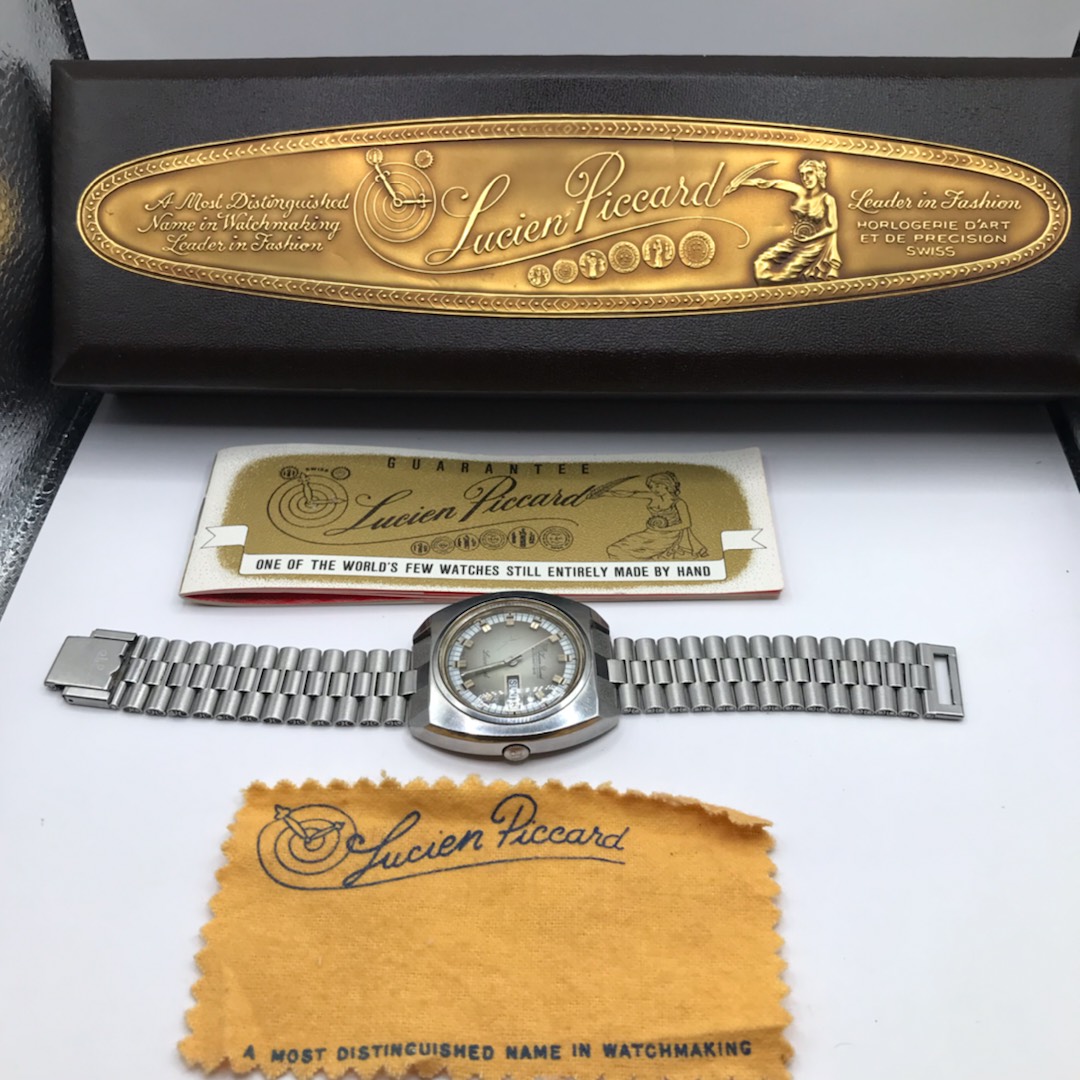 A Most Distinguished
Name in Watchmaking
Leader in Fashion
Lucien Piccard
Leader in Fashion
HORLOGERIE D'ART
ET DE PRECISION
SWISS
GUARANTEE
SWISS
Lucien Piccard
ONE OF THE WORLD'S FEW WATCHES STILL ENTIRELY MADE BY HAND
Lucien Piccard
A MOST DISTINGUISHED NAME IN WATCHMAKING